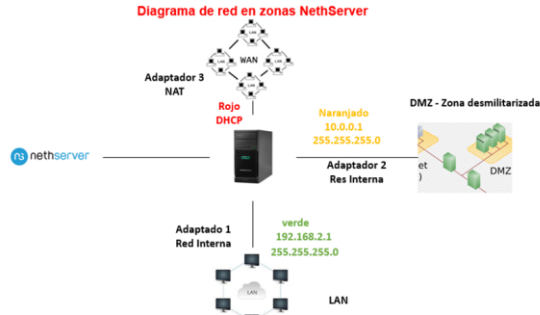 Diagrama de red en zonas NethServer
WAN
Adaptador 3
NAT
Rojo
DHCP
Naranjado
10.0.0.1
255.255.255.0
DMZ - Zona desmilitarizada
nethserver
Adaptador 2
Res Interna
et
)
DMZ
Adaptado 1
Red Interna
verde
192.168.2.1
255.255.255.0
LAN
LAN